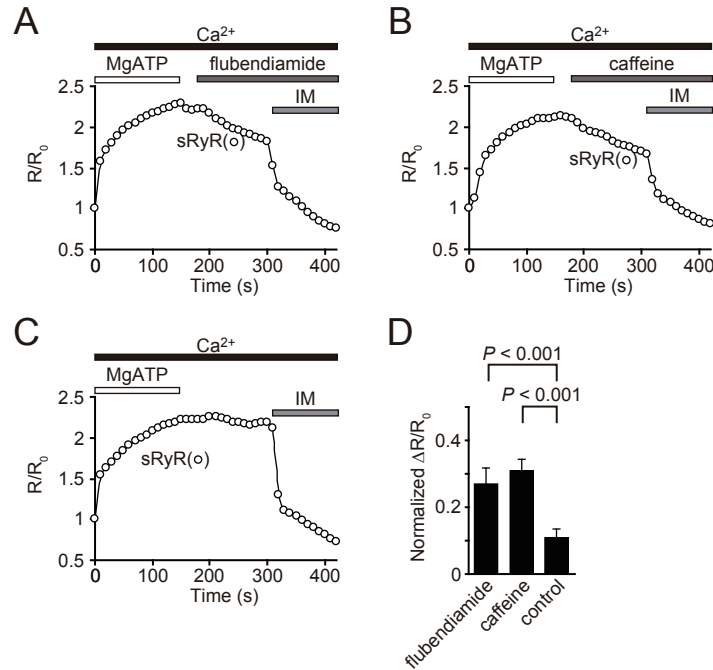 A
Ca2+
MgATP
flubendiamide
IM
2.5
2
1.5
1
0.5
R/R0
sRyR(○)
0
100
200
300
400
Time (s)
B
Ca2+
MgATP
caffeine
IM
2.5
2
1.5
1
0.5
R/R0
sRyR(○)
0
100
200
300
400
Time (s)
C
Ca2+
MgATP
IM
2.5
2
1.5
1
0.5
R/R0
sRyR(○)
0
100
200
300
400
Time (s)
D
P < 0.001
P < 0.001
0.4
0.2
0
Normalized ΔR/R0
flubendiamide
caffeine
control